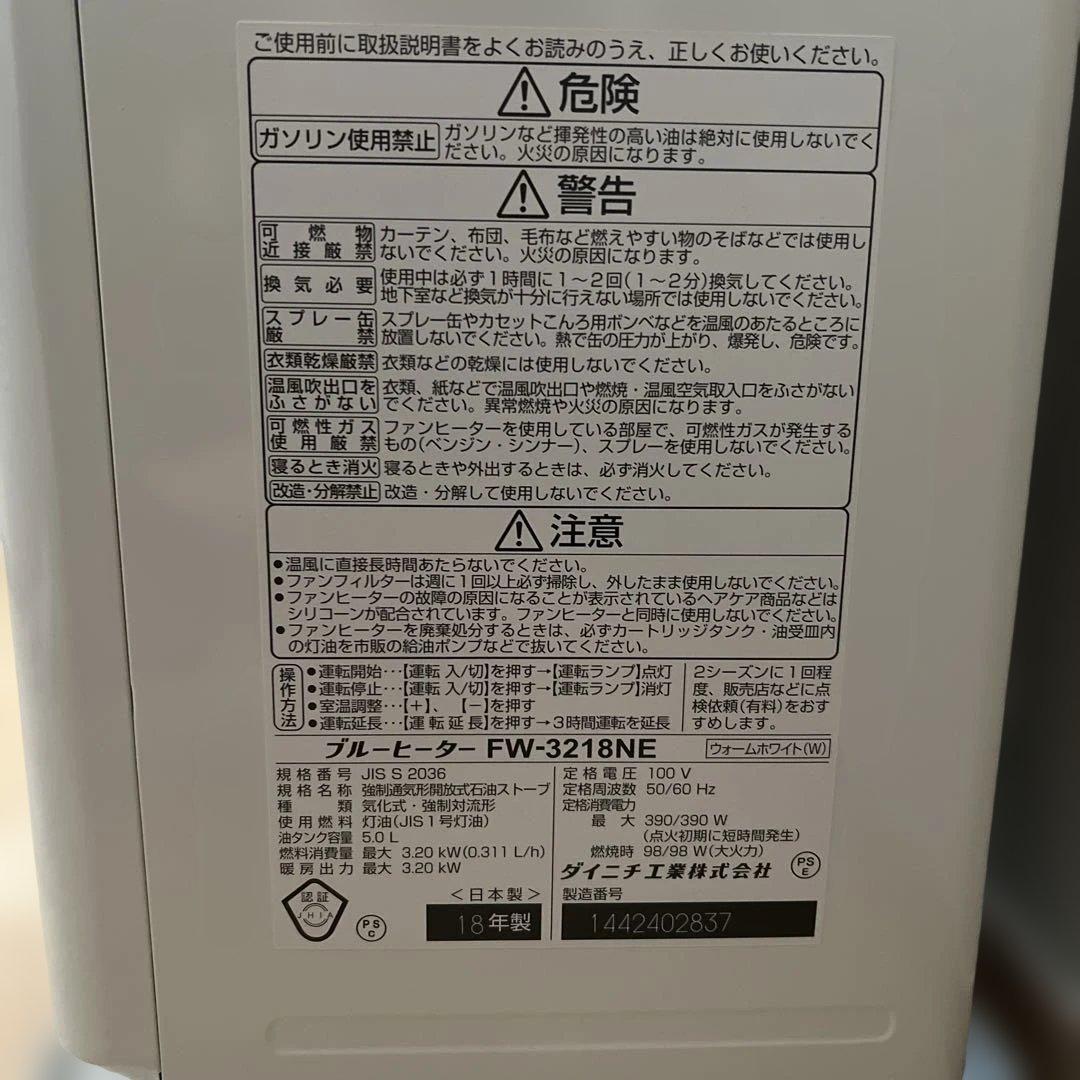 ご使用前に取扱説明書をよくお読みのうえ、正しくお使いください。
危険
ガソリン使用禁止
ガソリンなど揮発性の高い油は絶対に使用しないでく
ださい。火災の原因になります。
警告
可燃物
近接厳禁
カーテン、布団、毛布など燃えやすい物のそばなどでは使用し
ないでください。火災の原因になります。
換気必要
使用中は必ず1時間に1〜2回(1〜2分)換気してください。
地下室など換気が十分に行えない場所では使用しないでください。
スプレー缶
厳禁
スプレー缶やカセットこんろ用ボンベなどを温風のあたるところに
放置しないでください。熱で缶の圧力が上がり、爆発し、危険です。
衣類乾燥厳禁
衣類などの乾燥には使用しないでください。
温風吹出口を
ふさがない
衣類、紙などで温風吹出口や燃焼・温風空気取入口をふさがない
でください。異常燃焼や火災の原因になります。
可燃性ガス
使用厳禁
ファンヒーターを使用している部屋で、可燃性ガスが発生する
もの(ベンジン・シンナー)、スプレーを使用しないでください。
寝るとき消火
寝るときや外出するときは、必ず消火してください。
改造・分解禁止
改造・分解して使用しないでください。
注意
●温風に直接長時間あたらないでください。
●ファンフィルターは週に1回以上必ず掃除し、外したまま使用しないでください。
●ファンヒーターの故障の原因になることが表示されているヘアケア商品などは
シリコーンが配合されています。ファンヒーターと同時に使用しないでください。
●ファンヒーターを廃棄処分するときは、必ずカートリッジタンク・油受皿内
の灯油を市販の給油ポンプなどで抜いてください。
操作方法
●運転開始…【運転 入/切】を押す→【運転ランプ】点灯
●運転停止…【運転 入/切】を押す→【運転ランプ】消灯
●室温調整…【+】、【−】を押す
●運転延長…【運転延長】を押す→3時間運転を延長
2シーズンに1回程
度、販売店などに点
検依頼(有料)をおす
すめします。
ブルーヒーター FW-3218NE
ウォームホワイト(W)
規格番号 JIS S 2036
規格名称 強制通気形開放式石油ストーブ
種類 気化式・強制対流形
使用燃料 灯油(JIS1号灯油)
油タンク容量 5.0 L
燃料消費量 最大 3.20 kW(0.311 L/h)
暖房出力 最大 3.20 kW
定格電圧 100 V
定格周波数 50/60 Hz
定格消費電力
最大 390/390 W
(点火初期に短時間発生)
燃焼時 98/98 W(大火力)
ダイニチ工業株式会社
PS
E
認証
JHIA
PS
C
<日本製>
18年製
製造番号
1442402837